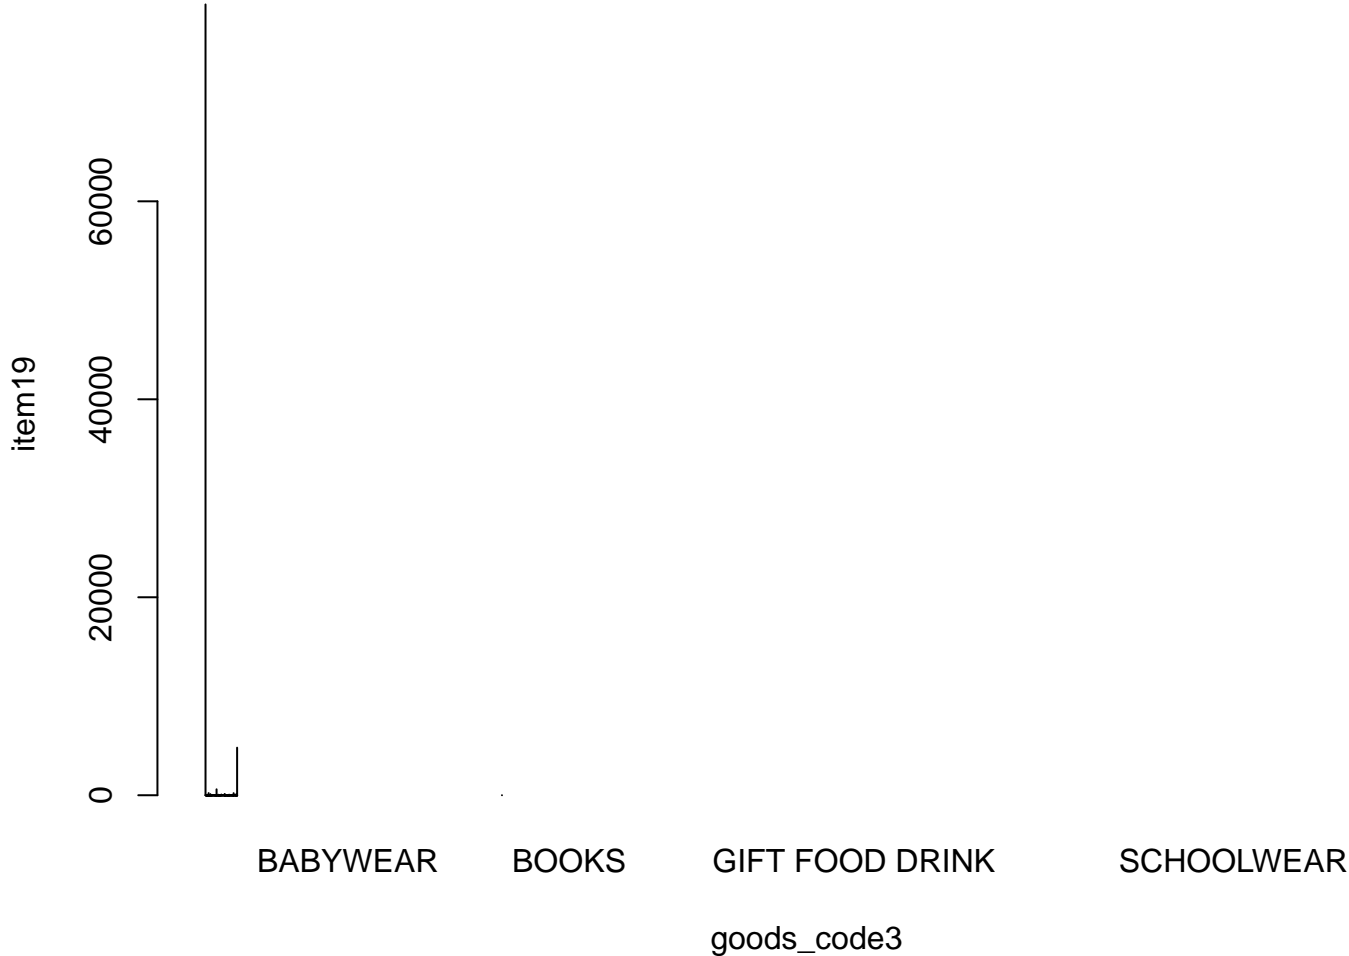 60000
40000
20000
0
item19
BABYWEAR BOOKS GIFT FOOD DRINK SCHOOLWEAR
goods_code3